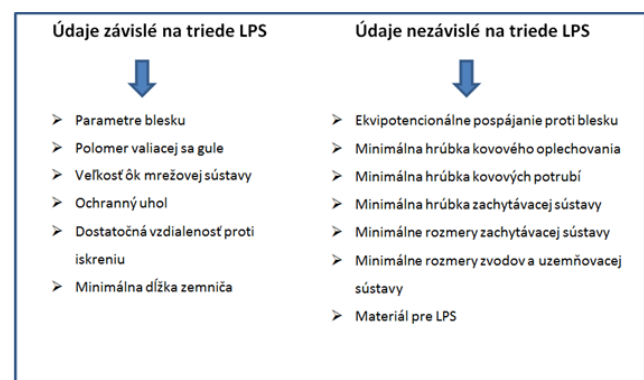 Údaje závislé na triede LPS
Parametre blesku
Polomer valiacej sa gule
Veľkosť ôk mrežovej sústavy
Ochranný uhol
Dostatočná vzdialenosť proti
iskreniu
Minimálna dĺžka zemniča
Údaje nezávislé na triede LPS
Ekvipotencionálne pospájanie proti blesku
Minimálna hrúbka kovového oplechovania
Minimálna hrúbka kovových potrubí
Minimálna hrúbka zachytávacej sústavy
Minimálne rozmery zachytávacej sústavy
Minimálne rozmery zvodov a uzemňovacej
sústavy
Materiál pre LPS